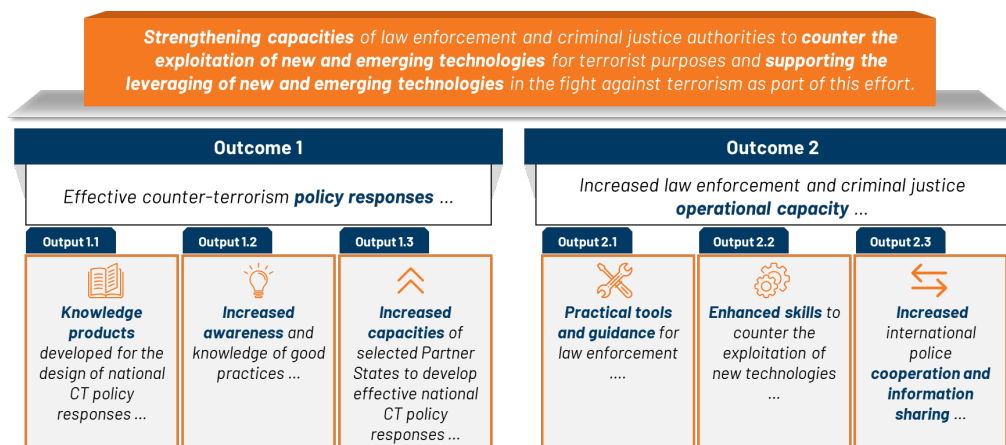 Strengthening capacities of law enforcement and criminal justice authorities to counter the
exploitation of new and emerging technologies for terrorist purposes and supporting the
leveraging of new and emerging technologies in the fight against terrorism as part of this effort.
Outcome 1
Effective counter-terrorism policy responses ...
Output 1.1
Knowledge
products
developed for the
design of national
CT policy
responses ...
Output 1.2
Increased
awareness and
knowledge of good
practices ...
Output 1.3
Increased
capacities of
selected Partner
States to develop
effective national
CT policy
responses ...
Outcome 2
Increased law enforcement and criminal justice
operational capacity ...
Output 2.1
Practical tools
and guidance for
law enforcement
....
Output 2.2
Enhanced skills to
counter the
exploitation of
new technologies
...
Output 2.3
Increased
international
police
cooperation and
information
sharing ...